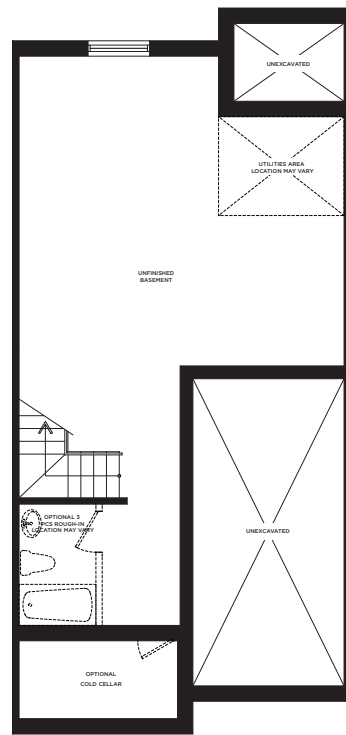 UNEXCAVATED
UTILITIES AREA
LOCATION MAY VARY
UNFINISHED
BASEMENT
OPTIONAL 3
PCS ROUGH-IN
LOCATION MAY VARY
UNEXCAVATED
OPTIONAL
COLD CELLAR